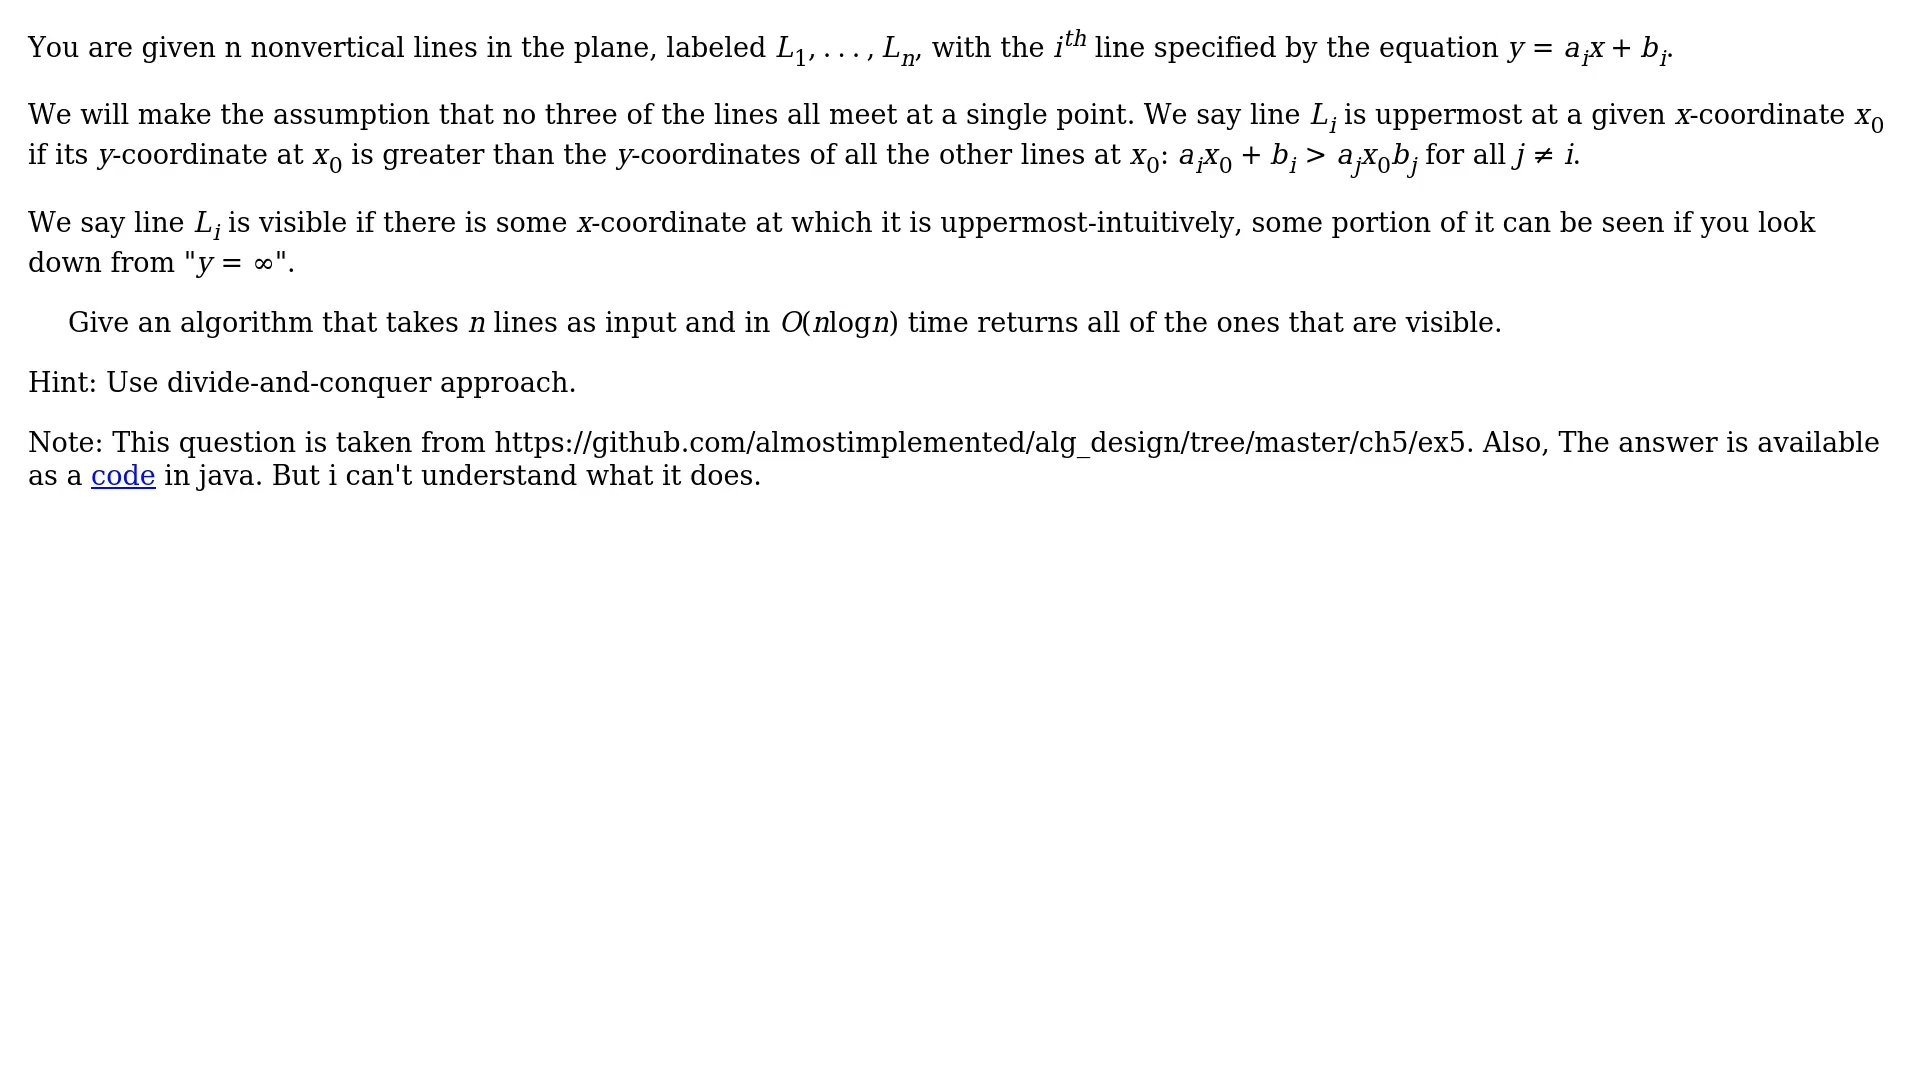 You are given n nonvertical lines in the plane, labeled L₁, . . . , Lₙ, with the iᵗʰ line specified by the equation y = aᵢx + bᵢ.
We will make the assumption that no three of the lines all meet at a single point. We say line Lᵢ is uppermost at a given x-coordinate x₀
if its y-coordinate at x₀ is greater than the y-coordinates of all the other lines at x₀: aᵢx₀ + bᵢ > aⱼx₀bⱼ for all j ≠ i.
We say line Lᵢ is visible if there is some x-coordinate at which it is uppermost-intuitively, some portion of it can be seen if you look
down from "y = ∞".
Give an algorithm that takes n lines as input and in O(nlogn) time returns all of the ones that are visible.
Hint: Use divide-and-conquer approach.
Note: This question is taken from https://github.com/almostimplemented/alg_design/tree/master/ch5/ex5. Also, The answer is available
as a code in java. But i can't understand what it does.